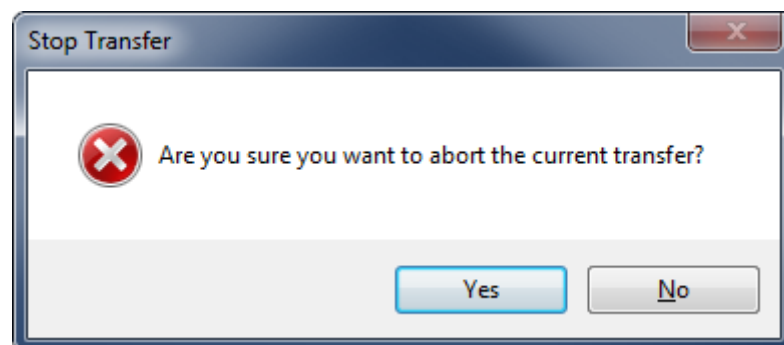 Stop Transfer
Are you sure you want to abort the current transfer?
Yes
No